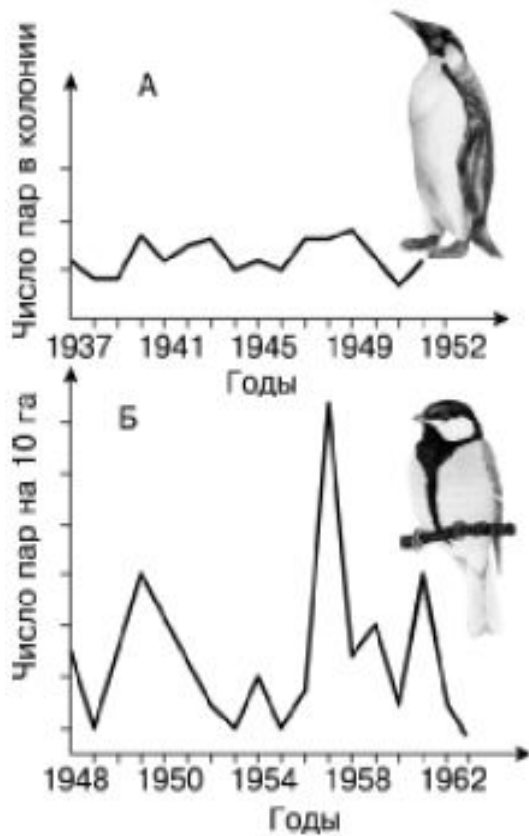 А
Число пар в колонии
1937 1941 1945 1949 1952
Годы
Б
Число пар на 10 га
1948 1950 1954 1958 1962
Годы